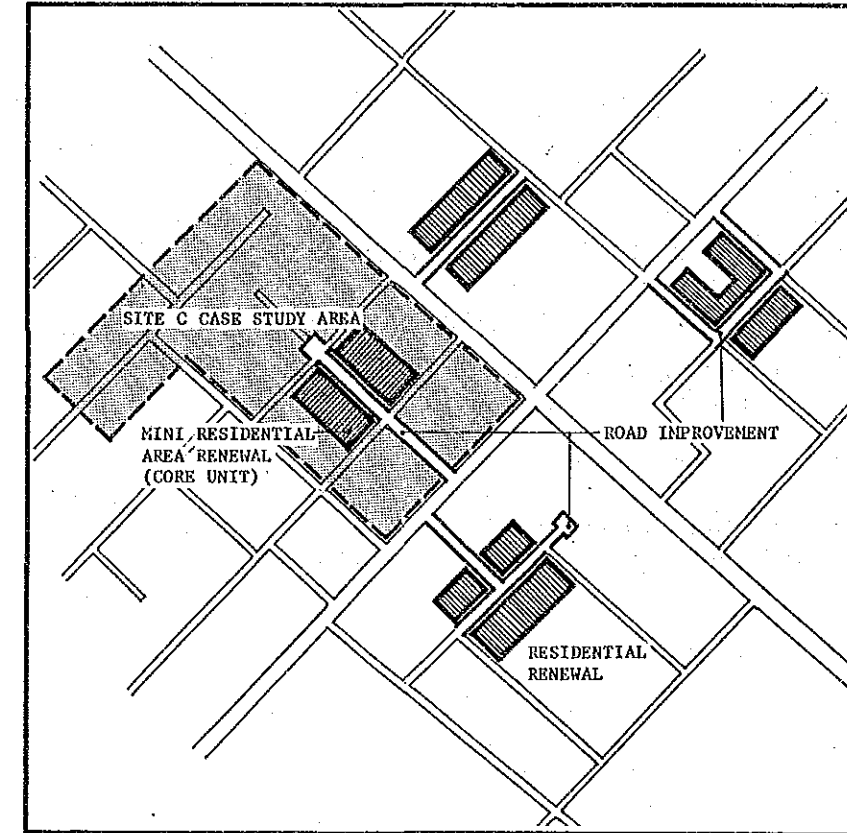 SITE C CASE STUDY AREA
MINI RESIDENTIAL
AREA RENEWAL
(CORE UNIT)
ROAD IMPROVEMENT
RESIDENTIAL
RENEWAL